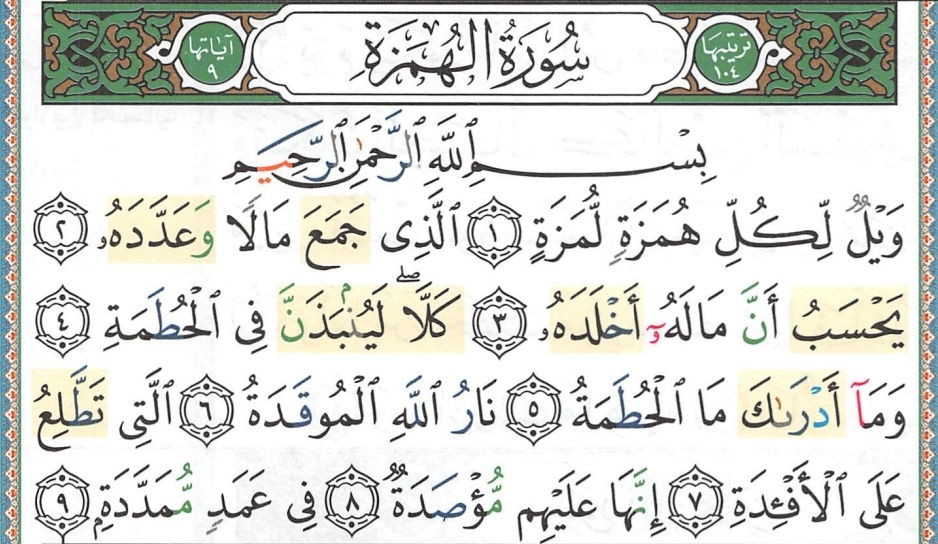 ترتيبها ١٠٤ سُورَةُ الهُمَزَةِ آياتها ٩
بِسْمِ ٱللَّهِ ٱلرَّحْمَٰنِ ٱلرَّحِيمِ
وَيْلٌ لِّكُلِّ هُمَزَةٍ لُّمَزَةٍ ١ ٱلَّذِى جَمَعَ مَالًا وَعَدَّدَهُۥ ٢
يَحْسَبُ أَنَّ مَالَهُۥٓ أَخْلَدَهُۥ ٣ كَلَّا ۖ لَيُنۢبَذَنَّ فِى ٱلْحُطَمَةِ ٤
وَمَآ أَدْرَىٰكَ مَا ٱلْحُطَمَةُ ٥ نَارُ ٱللَّهِ ٱلْمُوقَدَةُ ٦ ٱلَّتِى تَطَّلِعُ
عَلَى ٱلْأَفْـِٔدَةِ ٧ إِنَّهَا عَلَيْهِم مُّؤْصَدَةٌ ٨ فِى عَمَدٍ مُّمَدَّدَةٍۭ ٩